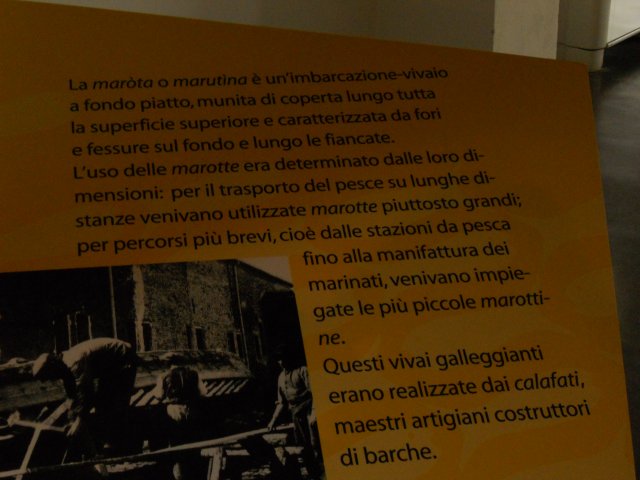 La maròta o marutìna è un'imbarcazione-vivaio
a fondo piatto, munita di coperta lungo tutta
la superficie superiore e caratterizzata da fori
e fessure sul fondo e lungo le fiancate.
L'uso delle marotte era determinato dalle loro di-
mensioni: per il trasporto del pesce su lunghe di-
stanze venivano utilizzate marotte piuttosto grandi;
per percorsi più brevi, cioè dalle stazioni da pesca
fino alla manifattura dei
marinati, venivano impie-
gate le più piccole marotti-
ne.
Questi vivai galleggianti
erano realizzate dai calafati,
maestri artigiani costruttori
di barche.